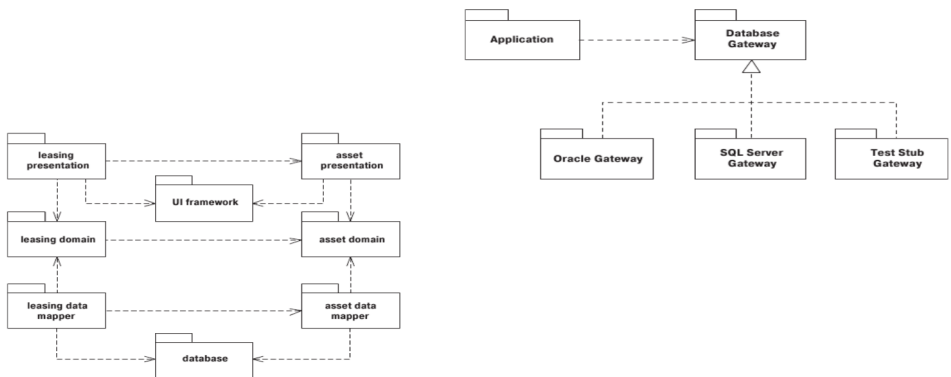 Application
Database
Gateway
Oracle Gateway
SQL Server
Gateway
Test Stub
Gateway
leasing
presentation
asset
presentation
UI framework
leasing domain
asset domain
leasing data
mapper
asset data
mapper
database